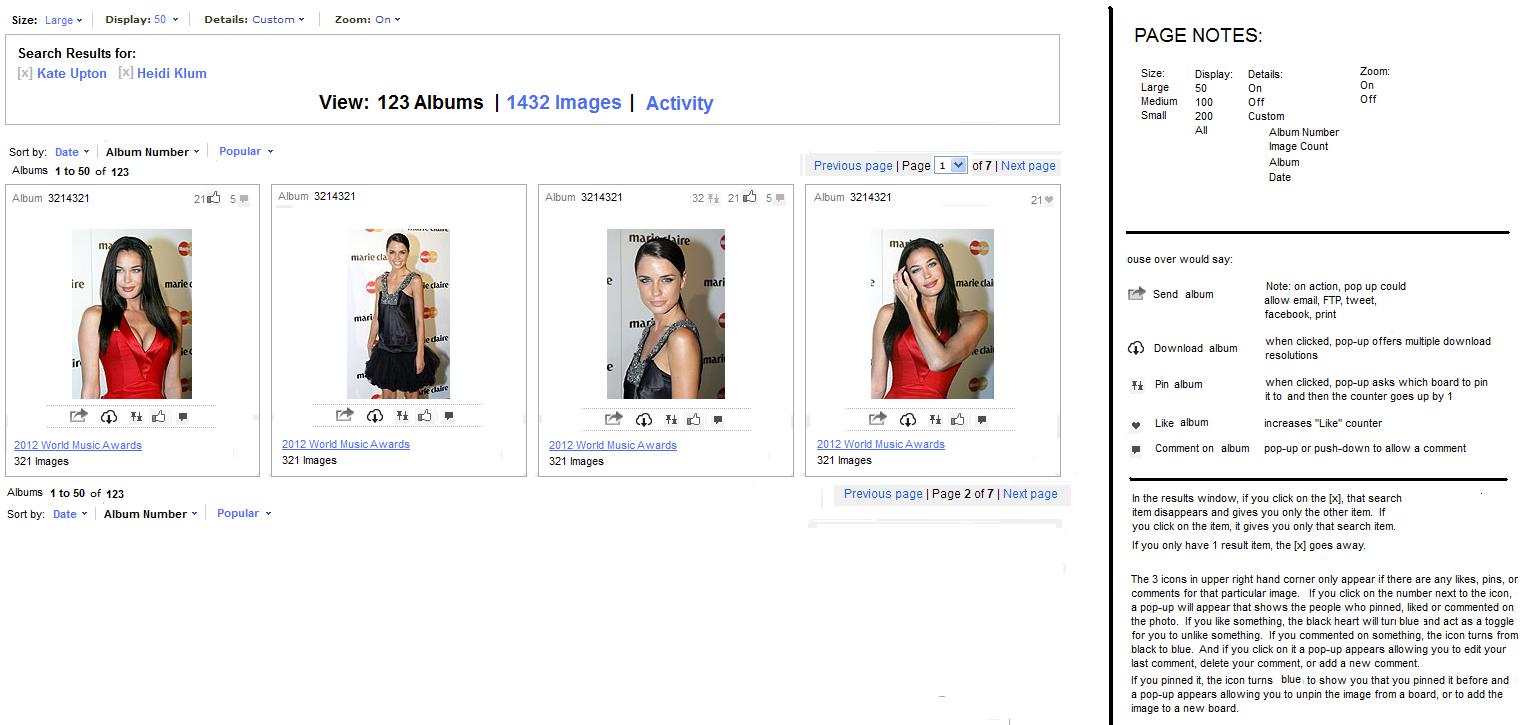 Size: Large Display: 50 Details: Custom Zoom: On
Search Results for:
[x] Kate Upton [x] Heidi Klum
View: 123 Albums | 1432 Images | Activity
Sort by: Date Album Number Popular
Albums 1 to 50 of 123
Previous page | Page 1 of 7 | Next page
Album 3214321 21 5
Album 3214321
Album 3214321 32 21 5
Album 3214321 21
marie claire
marie claire
MasterCard
marie claire
2012 World Music Awards
321 Images
2012 World Music Awards
321 Images
2012 World Music Awards
321 Images
2012 World Music Awards
321 Images
Albums 1 to 50 of 123
Previous page | Page 2 of 7 | Next page
Sort by: Date Album Number Popular
PAGE NOTES:
Size:
Large
Medium
Small
Display:
50
100
200
All
Details:
On
Off
Custom
Album Number
Image Count
Album
Date
Zoom:
On
Off
ouse over would say:
Send album
Note: on action, pop up could
allow email, FTP, tweet,
facebook, print
Download album
when clicked, pop-up offers multiple download
resolutions
Pin album
when clicked, pop-up asks which board to pin
it to and then the counter goes up by 1
Like album
increases "Like" counter
Comment on album
pop-up or push-down to allow a comment
In the results window, if you click on the [x], that search
item disappears and gives you only the other item. If
you click on the item, it gives you only that search item.
If you only have 1 result item, the [x] goes away.
The 3 icons in upper right hand corner only appear if there are any likes, pins, or
comments for that particular image. If you click on the number next to the icon,
a pop-up will appear that shows the people who pinned, liked or commented on
the photo. If you like something, the black heart will turn blue and act as a toggle
for you to unlike something. If you commented on something, the icon turns from
black to blue. And if you click on it a pop-up appears allowing you to edit your
last comment, delete your comment, or add a new comment.
If you pinned it, the icon turns blue to show you that you pinned it before and
a pop-up appears allowing you to unpin the image from a board, or to add the
image to a new board.